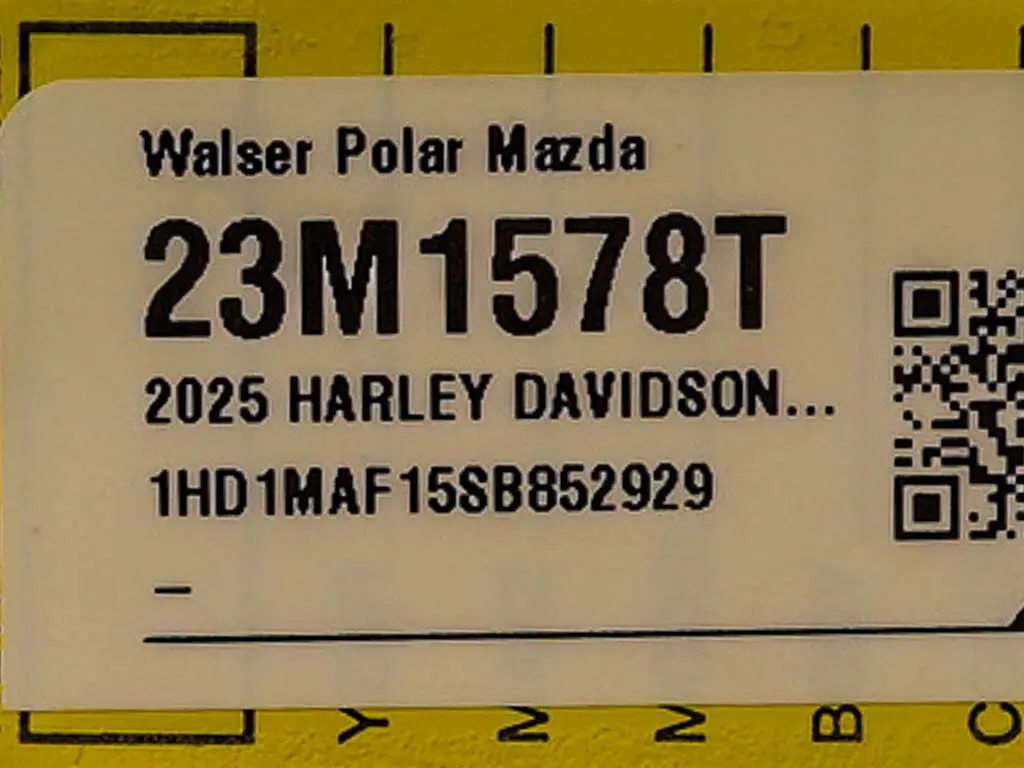 Walser Polar Mazda
23M1578T
2025 HARLEY DAVIDSON...
1HD1MAF15SB852929
–
Y M M B C